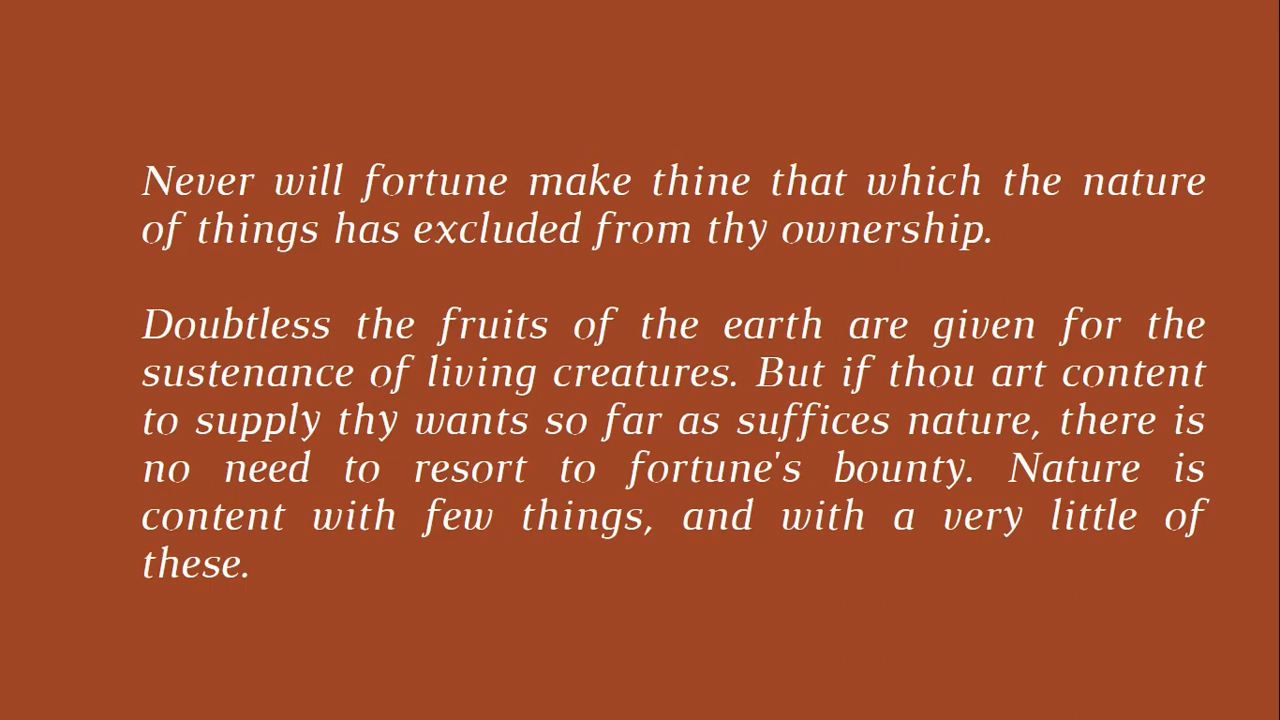 Never will fortune make thine that which the nature
of things has excluded from thy ownership.
Doubtless the fruits of the earth are given for the
sustenance of living creatures. But if thou art content
to supply thy wants so far as suffices nature, there is
no need to resort to fortune's bounty. Nature is
content with few things, and with a very little of
these.